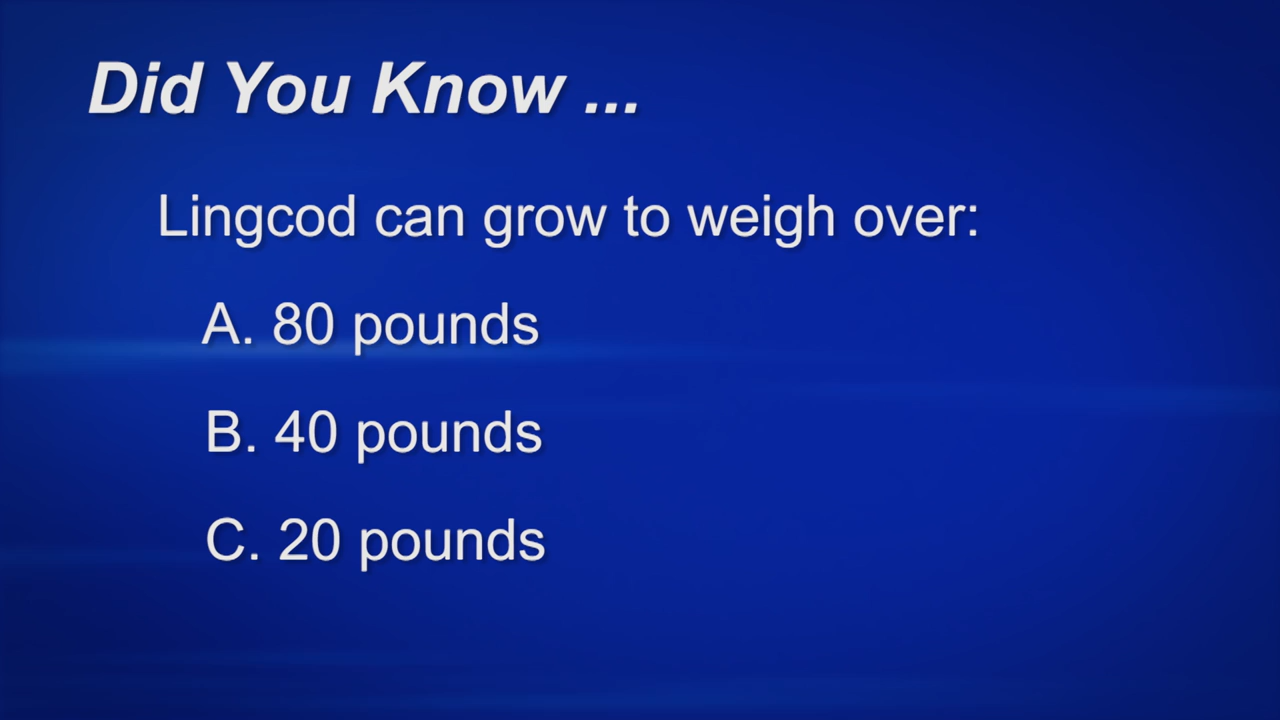 Did You Know ...
Lingcod can grow to weigh over:
A. 80 pounds
B. 40 pounds
C. 20 pounds